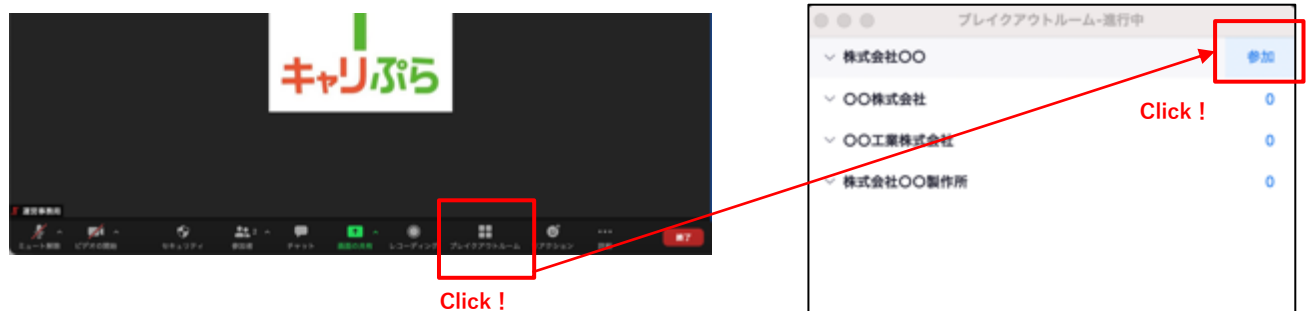 キャリぷら
運営事務局
ミュート解除 ビデオの開始 セキュリティ 参加者 3 チャット 画面の共有 レコーディング ブレイクアウトルーム リアクション 詳細 終了
Click！
ブレイクアウトルーム-進行中
株式会社〇〇 参加
〇〇株式会社 0
Click！
〇〇工業株式会社 0
株式会社〇〇製作所 0